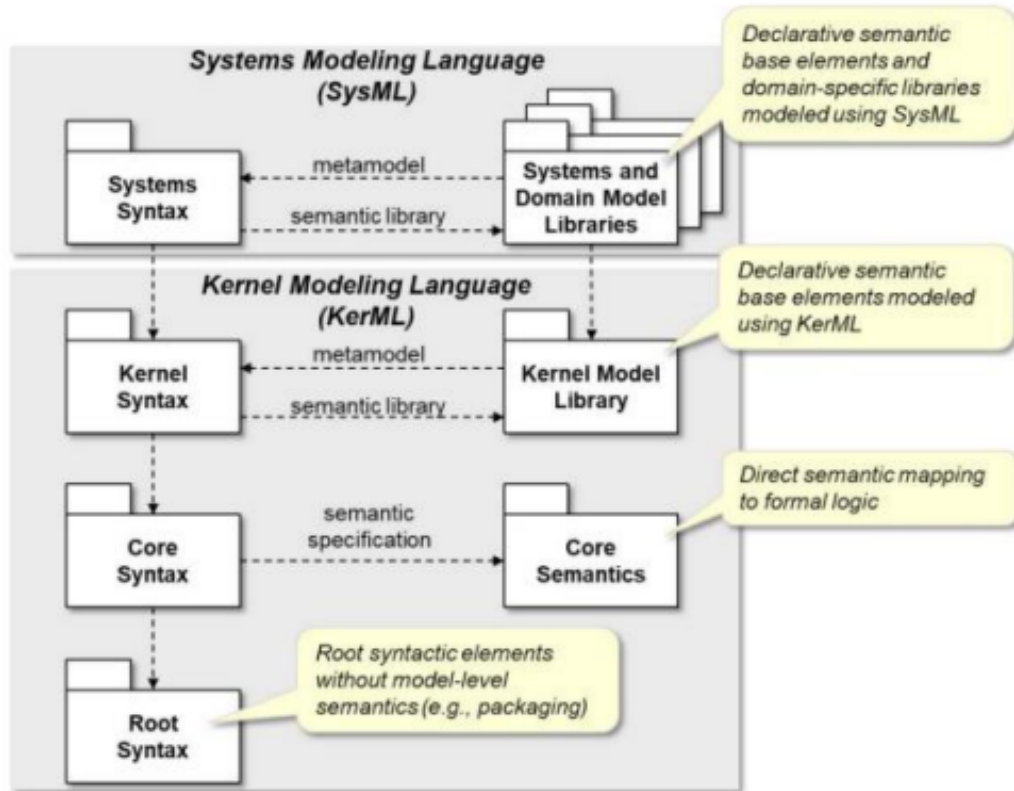 Systems Modeling Language
(SysML)
Declarative semantic
base elements and
domain-specific libraries
modeled using SysML
Systems
Syntax
metamodel
semantic library
Systems and
Domain Model
Libraries
Kernel Modeling Language
(KerML)
Declarative semantic
base elements modeled
using KerML
Kernel
Syntax
metamodel
semantic library
Kernel Model
Library
Direct semantic mapping
to formal logic
Core
Syntax
semantic
specification
Core
Semantics
Root syntactic elements
without model-level
semantics (e.g., packaging)
Root
Syntax